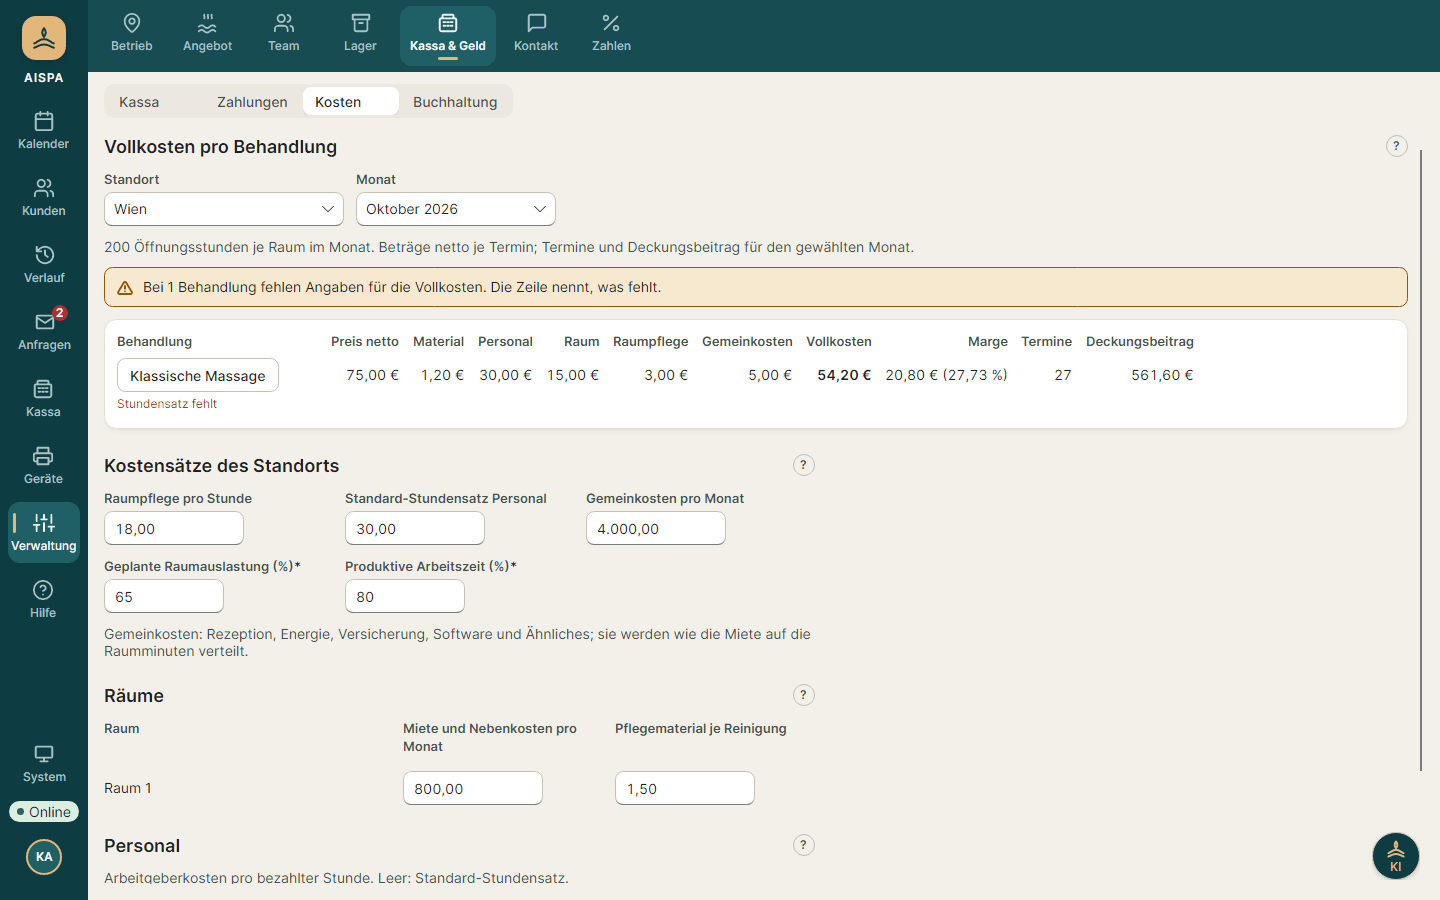 AISPA
Kalender
Kunden
Verlauf
2
Anfragen
Kassa
Geräte
Verwaltung
Hilfe
System
Online
KA
Betrieb
Angebot
Team
Lager
Kassa & Geld
Kontakt
Zahlen
Kassa
Zahlungen
Kosten
Buchhaltung
Vollkosten pro Behandlung
?
Standort
Monat
Wien
Oktober 2026
200 Öffnungsstunden je Raum im Monat. Beträge netto je Termin; Termine und Deckungsbeitrag für den gewählten Monat.
Bei 1 Behandlung fehlen Angaben für die Vollkosten. Die Zeile nennt, was fehlt.
Behandlung Preis netto Material Personal Raum Raumpflege Gemeinkosten Vollkosten Marge Termine Deckungsbeitrag
Klassische Massage 75,00 € 1,20 € 30,00 € 15,00 € 3,00 € 5,00 € 54,20 € 20,80 € (27,73 %) 27 561,60 €
Stundensatz fehlt
Kostensätze des Standorts
?
Raumpflege pro Stunde Standard-Stundensatz Personal Gemeinkosten pro Monat
18,00 30,00 4.000,00
Geplante Raumauslastung (%)* Produktive Arbeitszeit (%)*
65 80
Gemeinkosten: Rezeption, Energie, Versicherung, Software und Ähnliches; sie werden wie die Miete auf die
Raumminuten verteilt.
Räume
?
Raum Miete und Nebenkosten pro Pflegematerial je Reinigung
Monat
Raum 1 800,00 1,50
Personal
?
Arbeitgeberkosten pro bezahlter Stunde. Leer: Standard-Stundensatz.
KI